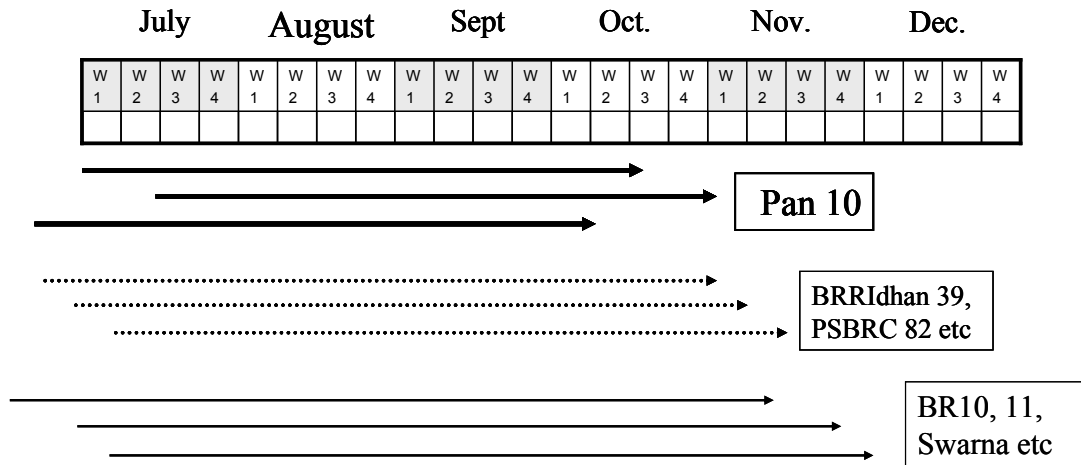 July August Sept Oct. Nov. Dec.
W W W W W W W W W W W W W W W W W W W W W W W W
1 2 3 4 1 2 3 4 1 2 3 4 1 2 3 4 1 2 3 4 1 2 3 4
Pan 10
BRRIdhan 39,
PSBRC 82 etc
BR10, 11,
Swarna etc